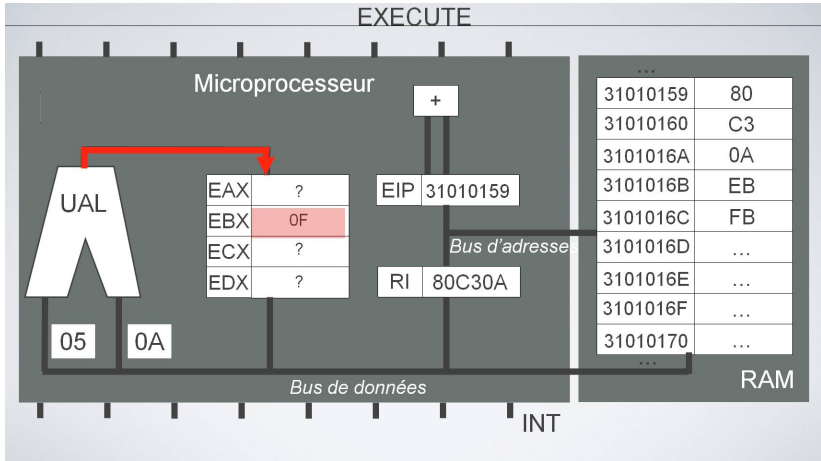 EXECUTE
Microprocesseur
+
UAL
EAX ?
EBX 0F
ECX ?
EDX ?
05
0A
EIP 31010159
Bus d'adresses
RI 80C30A
Bus de données
INT
...
31010159 80
31010160 C3
3101016A 0A
3101016B EB
3101016C FB
3101016D ...
3101016E ...
3101016F ...
31010170 ...
...
RAM